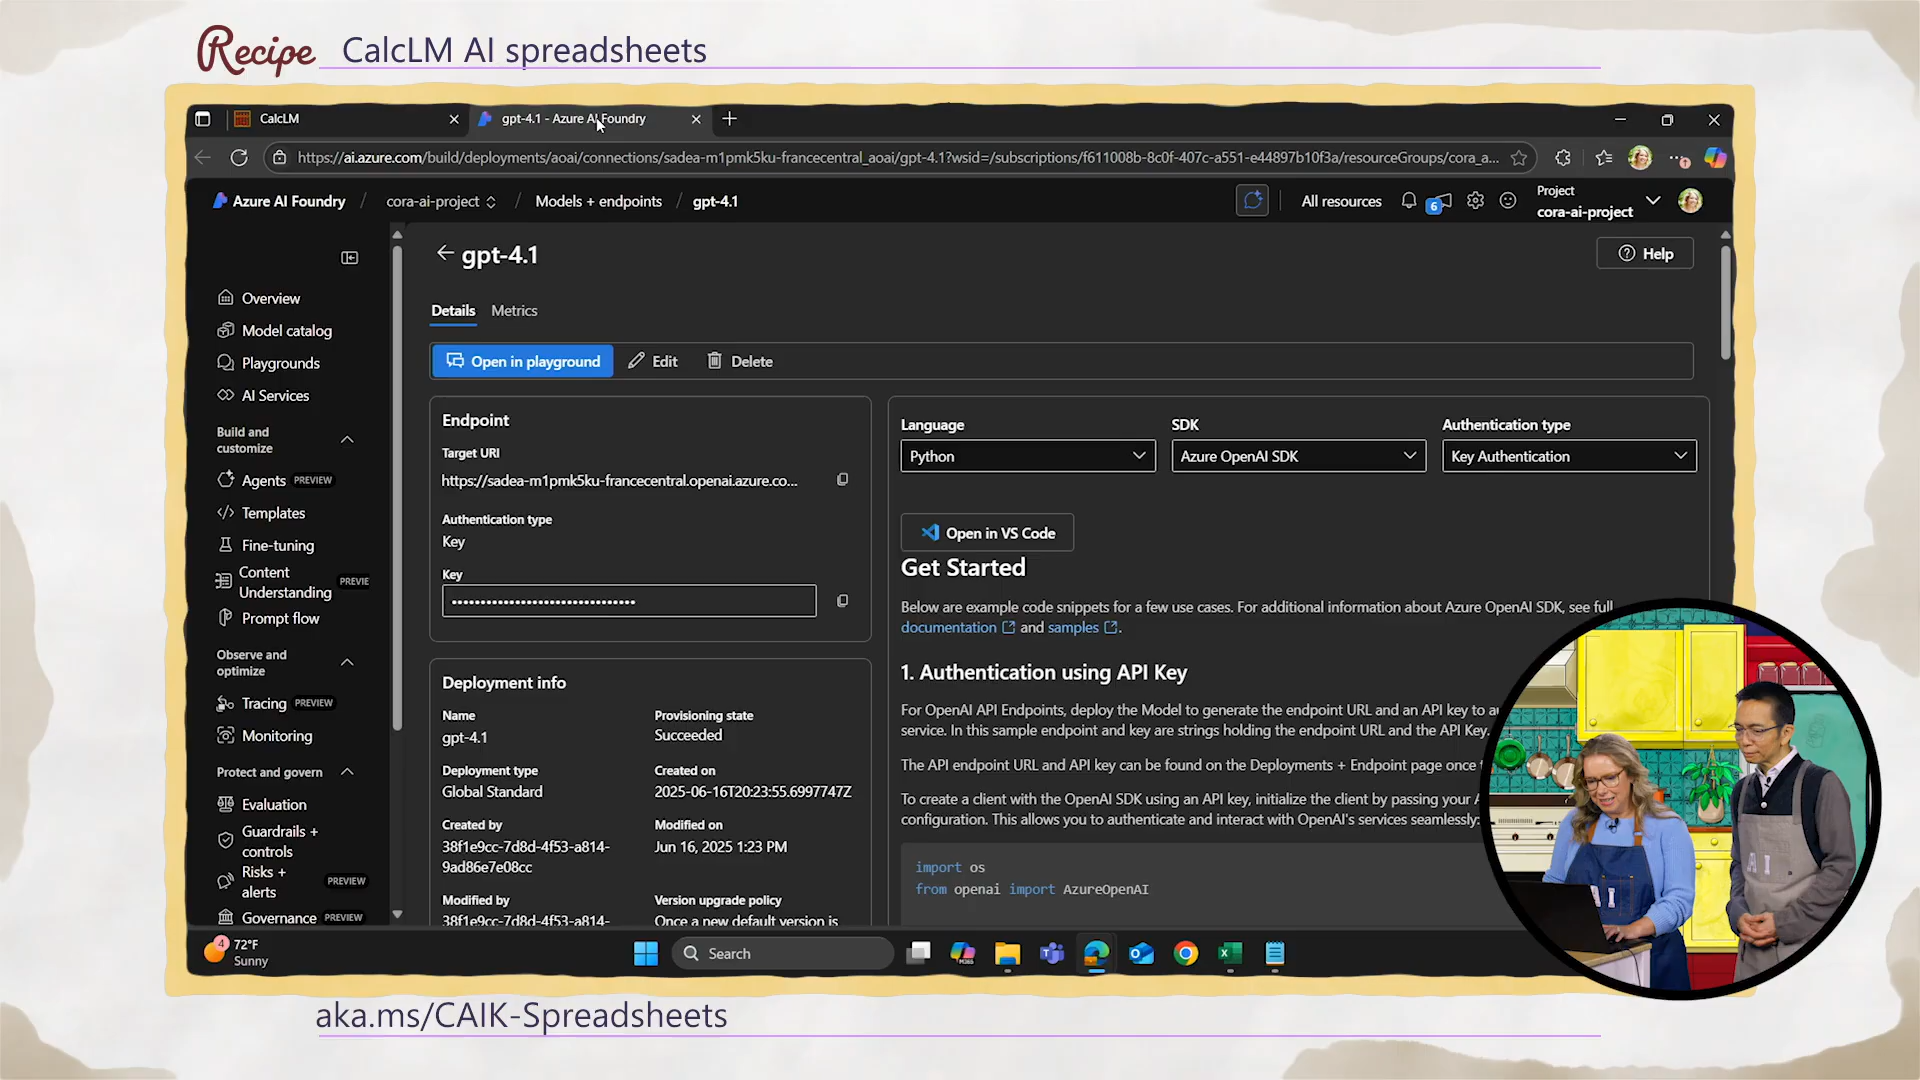 Recipe CalcLM AI spreadsheets
CalcLM
gpt-4.1 - Azure AI Foundry
https://ai.azure.com/build/deployments/aoai/connections/sadea-m1pmk5ku-francecentral_aoai/gpt-4.1?wsid=/subscriptions/f611008b-8c0f-407c-a551-e44897b10f3a/resourceGroups/cora_a...
Azure AI Foundry / cora-ai-project / Models + endpoints / gpt-4.1
All resources
6
Project
cora-ai-project
gpt-4.1
Help
Details Metrics
Open in playground Edit Delete
Overview
Model catalog
Playgrounds
AI Services
Build and
customize
Agents PREVIEW
Templates
Fine-tuning
Content
Understanding PREVIE
Prompt flow
Observe and
optimize
Tracing PREVIEW
Monitoring
Protect and govern
Evaluation
Guardrails +
controls
Risks +
alerts PREVIEW
Governance PREVIEW
Endpoint
Target URI
https://sadea-m1pmk5ku-francecentral.openai.azure.co...
Authentication type
Key
Key
••••••••••••••••••••••••••••••••
Deployment info
Name
gpt-4.1
Provisioning state
Succeeded
Deployment type
Global Standard
Created on
2025-06-16T20:23:55.6997747Z
Created by
38f1e9cc-7d8d-4f53-a814-
9ad86e7e08cc
Modified on
Jun 16, 2025 1:23 PM
Modified by
38f1e9cc-7d8d-4f53-a814-
Version upgrade policy
Once a new default version is
Language
Python
SDK
Azure OpenAI SDK
Authentication type
Key Authentication
Open in VS Code
Get Started
Below are example code snippets for a few use cases. For additional information about Azure OpenAI SDK, see full
documentation and samples .
1. Authentication using API Key
For OpenAI API Endpoints, deploy the Model to generate the endpoint URL and an API key to au
service. In this sample endpoint and key are strings holding the endpoint URL and the API Key.
The API endpoint URL and API key can be found on the Deployments + Endpoint page once t
To create a client with the OpenAI SDK using an API key, initialize the client by passing your A
configuration. This allows you to authenticate and interact with OpenAI's services seamlessly:
import os
from openai import AzureOpenAI
AI
4
72°F
Sunny
Search
aka.ms/CAIK-Spreadsheets